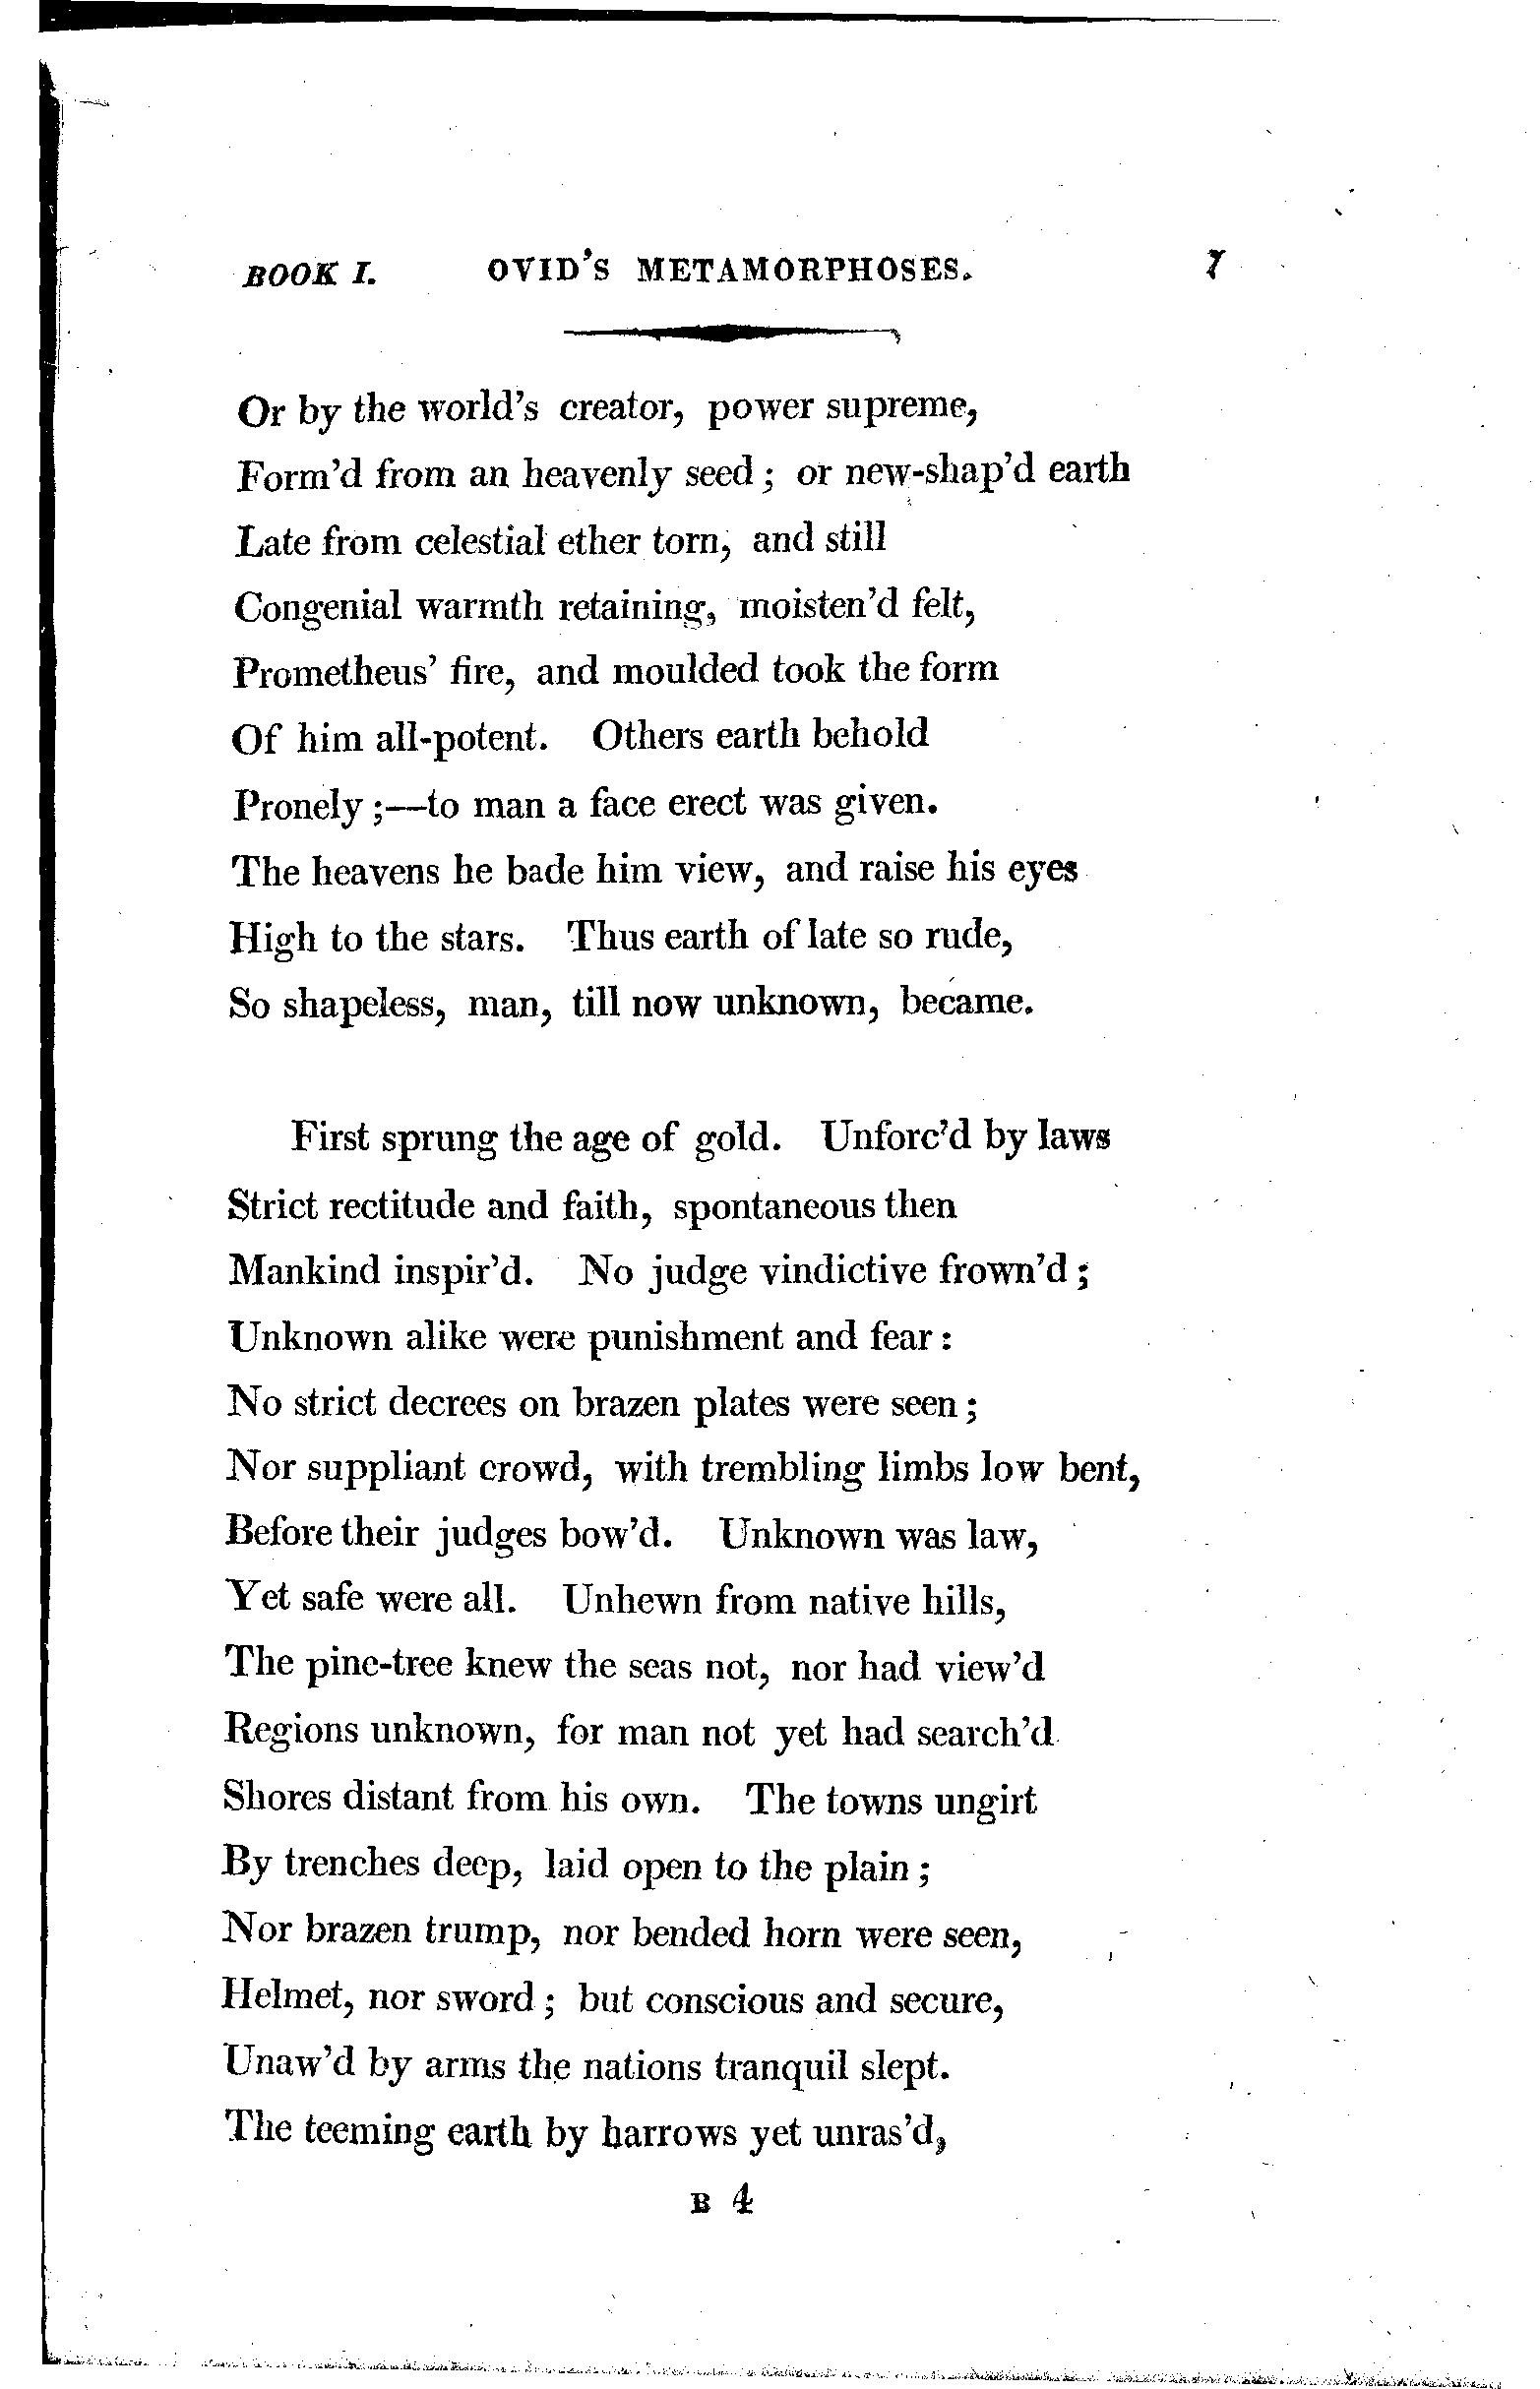 BOOK I. OVID'S METAMORPHOSES. 7
Or by the world's creator, power supreme,
Form'd from an heavenly seed; or new-shap'd earth
Late from celestial ether torn, and still
Congenial warmth retaining, moisten'd felt,
Prometheus' fire, and moulded took the form
Of him all-potent. Others earth behold
Pronely;—to man a face erect was given.
The heavens he bade him view, and raise his eyes
High to the stars. Thus earth of late so rude,
So shapeless, man, till now unknown, became.
First sprung the age of gold. Unforc'd by laws
Strict rectitude and faith, spontaneous then
Mankind inspir'd. No judge vindictive frown'd;
Unknown alike were punishment and fear:
No strict decrees on brazen plates were seen;
Nor suppliant crowd, with trembling limbs low bent,
Before their judges bow'd. Unknown was law,
Yet safe were all. Unhewn from native hills,
The pine-tree knew the seas not, nor had view'd
Regions unknown, for man not yet had search'd
Shores distant from his own. The towns ungirt
By trenches deep, laid open to the plain;
Nor brazen trump, nor bended horn were seen,
Helmet, nor sword; but conscious and secure,
Unaw'd by arms the nations tranquil slept.
The teeming earth by harrows yet unras'd,
B 4